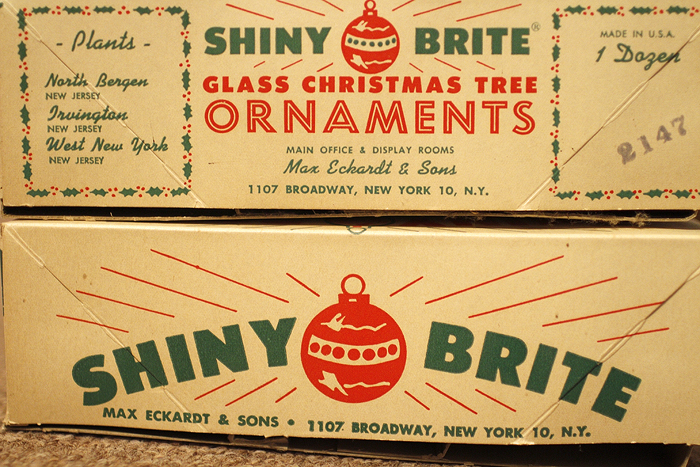 - Plants -
North Bergen
NEW JERSEY
Irvington
NEW JERSEY
West New York
NEW JERSEY
SHINY BRITE®
GLASS CHRISTMAS TREE
ORNAMENTS
MAIN OFFICE & DISPLAY ROOMS
Max Eckardt & Sons
1107 BROADWAY, NEW YORK 10, N.Y.
MADE IN U.S.A.
1 Dozen
2147
SHINY BRITE
MAX ECKARDT & SONS • 1107 BROADWAY, NEW YORK 10, N.Y.